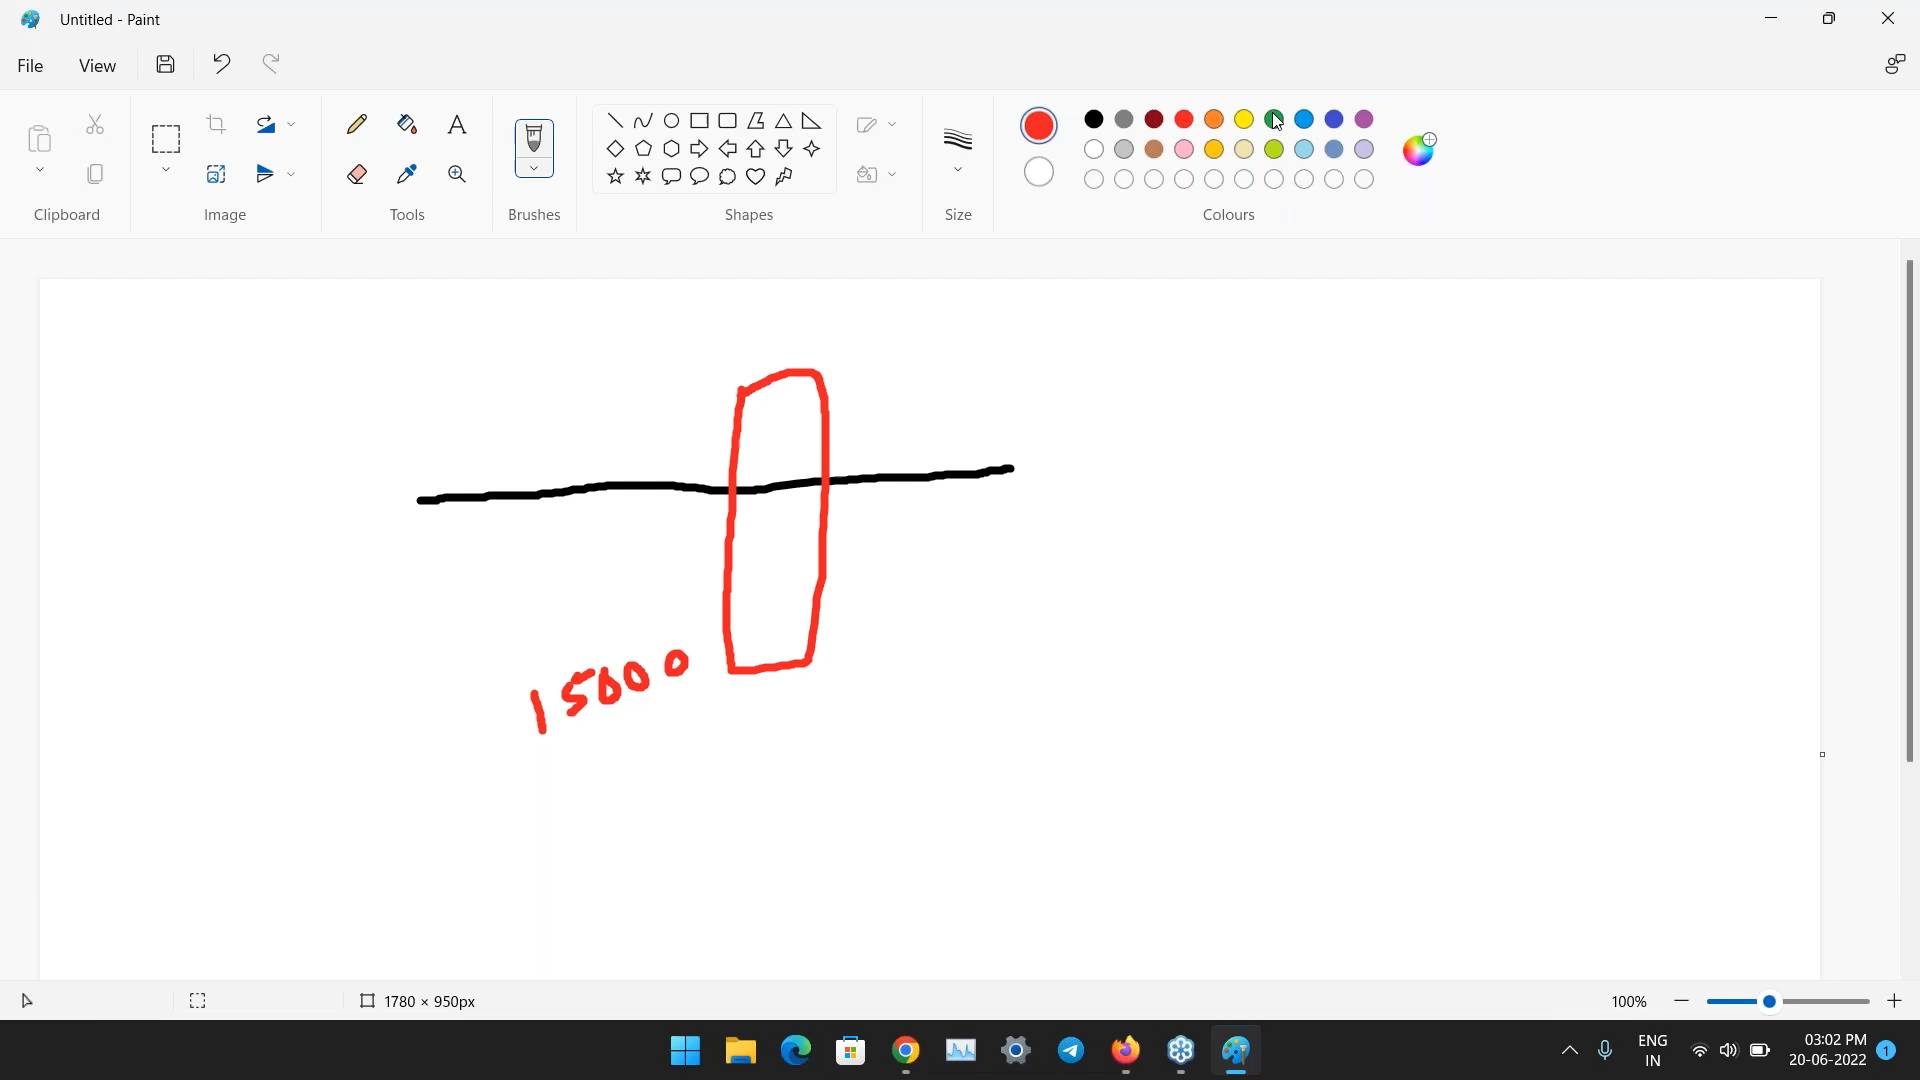 Untitled - Paint
File View
Clipboard
Image
Tools
Brushes
Shapes
Size
Colours
15000
1780 × 950px
100%
ENG
IN
03:02 PM
20-06-2022
1